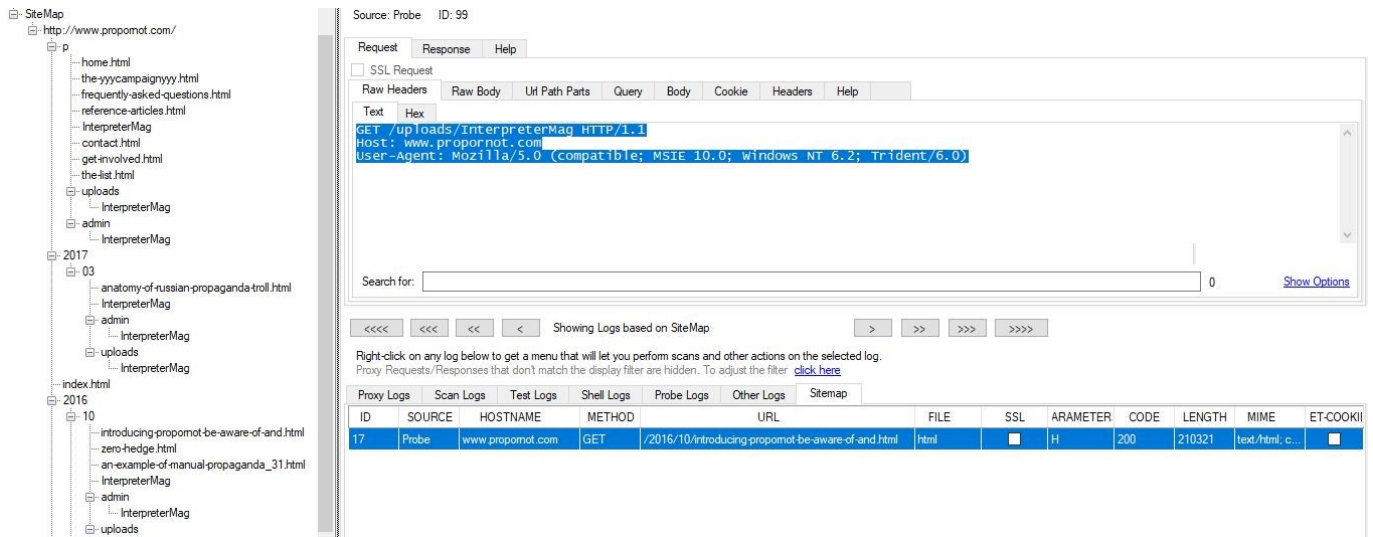 SiteMap
http://www.propornot.com/
p
home.html
the-yyycampaignyyy.html
frequently-asked-questions.html
reference-articles.html
InterpreterMag
contact.html
get-involved.html
the-list.html
uploads
InterpreterMag
admin
InterpreterMag
2017
03
anatomy-of-russian-propaganda-troll.html
InterpreterMag
admin
InterpreterMag
uploads
InterpreterMag
index.html
2016
10
introducing-propornot-be-aware-of-and.html
zero-hedge.html
an-example-of-manual-propaganda_31.html
InterpreterMag
admin
InterpreterMag
uploads
Source: Probe ID: 99
Request Response Help
SSL Request
Raw Headers Raw Body Url Path Parts Query Body Cookie Headers Help
Text Hex
GET /uploads/InterpreterMag HTTP/1.1
Host: www.propornot.com
User-Agent: Mozilla/5.0 (compatible; MSIE 10.0; Windows NT 6.2; Trident/6.0)
Search for: 0 Show Options
<<<< <<< << < Showing Logs based on SiteMap > >> >>> >>>>
Right-click on any log below to get a menu that will let you perform scans and other actions on the selected log.
Proxy Requests/Responses that don't match the display filter are hidden. To adjust the filter click here
Proxy Logs Scan Logs Test Logs Shell Logs Probe Logs Other Logs Sitemap
ID SOURCE HOSTNAME METHOD URL FILE SSL ARAMETER CODE LENGTH MIME ET-COOKII
17 Probe www.propornot.com GET /2016/10/introducing-propornot-be-aware-of-and.html html H 200 210321 text/html; c...